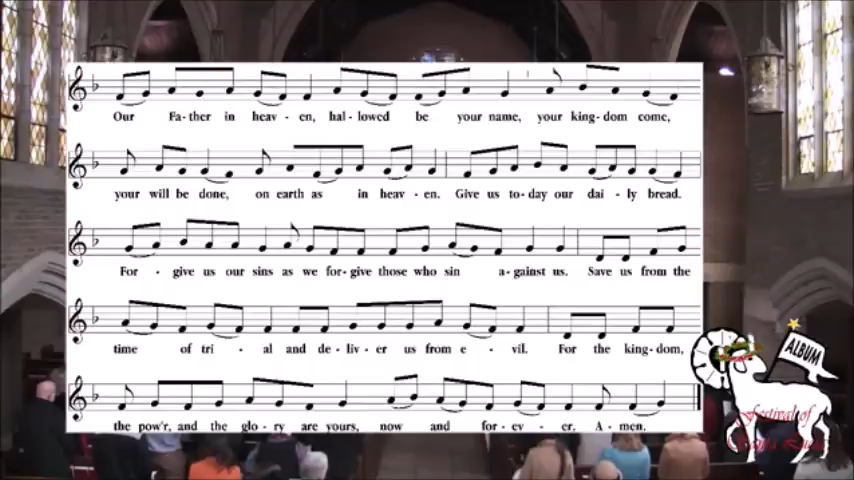 Our Fa-ther in heav-en, hal-lowed be your name, your king-dom come,
your will be done, on earth as in heav-en. Give us to-day our dai-ly bread.
For-give us our sins as we for-give those who sin a-gainst us. Save us from the
time of tri-al and de-liv-er us from e-vil. For the king-dom,
the pow'r, and the glo-ry are yours, now and for-ev-er. A-men.
ALBUM
Festival of